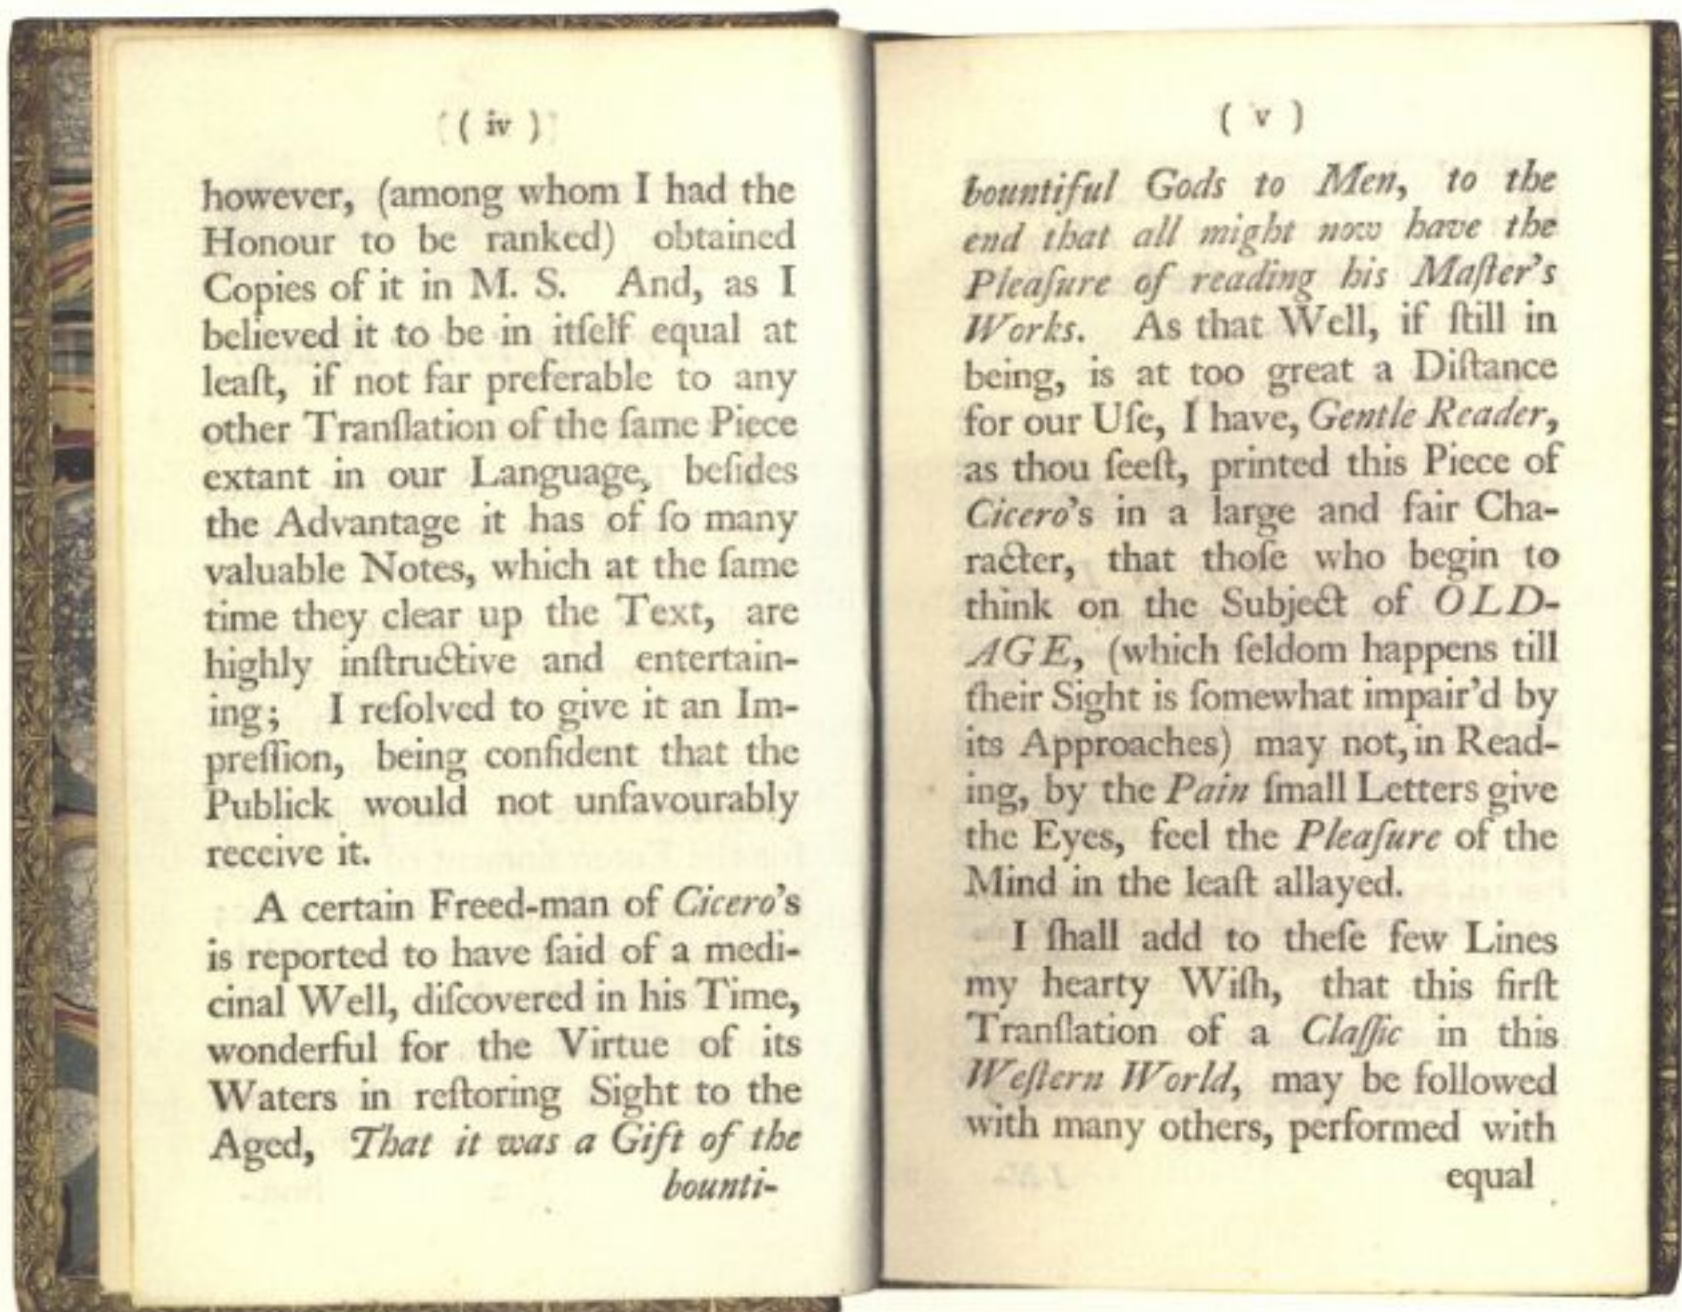 ( iv )
however, (among whom I had the
Honour to be ranked) obtained
Copies of it in M. S. And, as I
believed it to be in itſelf equal at
leaſt, if not far preferable to any
other Tranſlation of the ſame Piece
extant in our Language, beſides
the Advantage it has of ſo many
valuable Notes, which at the ſame
time they clear up the Text, are
highly inſtructive and entertain-
ing; I reſolved to give it an Im-
preſſion, being confident that the
Publick would not unfavourably
receive it.
A certain Freed-man of Cicero's
is reported to have ſaid of a medi-
cinal Well, diſcovered in his Time,
wonderful for the Virtue of its
Waters in reſtoring Sight to the
Aged, That it was a Gift of the
bounti-
( v )
bountiful Gods to Men, to the
end that all might now have the
Pleaſure of reading his Maſter's
Works. As that Well, if ſtill in
being, is at too great a Diſtance
for our Uſe, I have, Gentle Reader,
as thou ſeeſt, printed this Piece of
Cicero's in a large and fair Cha-
racter, that thoſe who begin to
think on the Subject of OLD-
AGE, (which ſeldom happens till
their Sight is ſomewhat impair'd by
its Approaches) may not, in Read-
ing, by the Pain ſmall Letters give
the Eyes, feel the Pleaſure of the
Mind in the leaſt allayed.
I ſhall add to theſe few Lines
my hearty Wiſh, that this firſt
Tranſlation of a Claſſic in this
Weſtern World, may be followed
with many others, performed with
equal